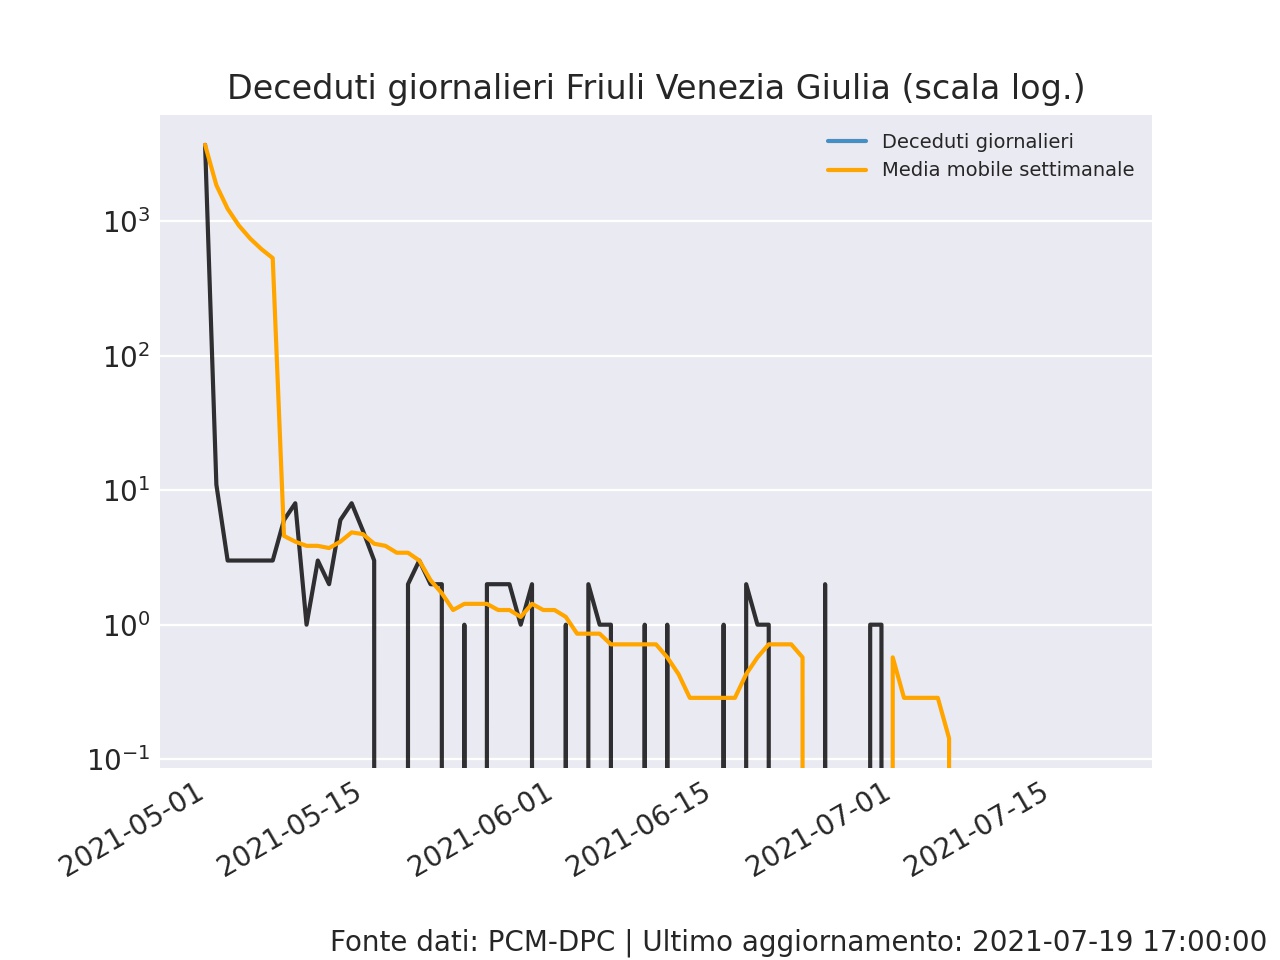 Deceduti giornalieri Friuli Venezia Giulia (scala log.)
Deceduti giornalieri
Media mobile settimanale
10³
10²
10¹
10⁰
10⁻¹
2021-05-01
2021-05-15
2021-06-01
2021-06-15
2021-07-01
2021-07-15
Fonte dati: PCM-DPC | Ultimo aggiornamento: 2021-07-19 17:00:00